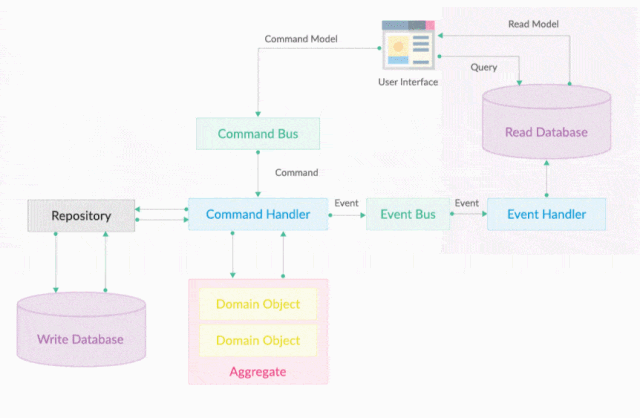 Read Model
Command Model
Query
User Interface
Command Bus
Read Database
Command
Repository
Command Handler
Event
Event Bus
Event
Event Handler
Domain Object
Write Database
Domain Object
Aggregate